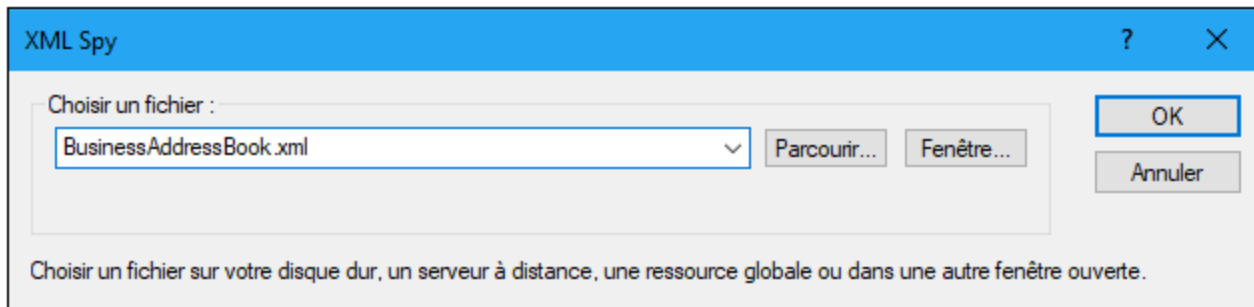 XML Spy ?
Choisir un fichier :
BusinessAddressBook.xml Parcourir... Fenêtre... OK
Annuler
Choisir un fichier sur votre disque dur, un serveur à distance, une ressource globale ou dans une autre fenêtre ouverte.